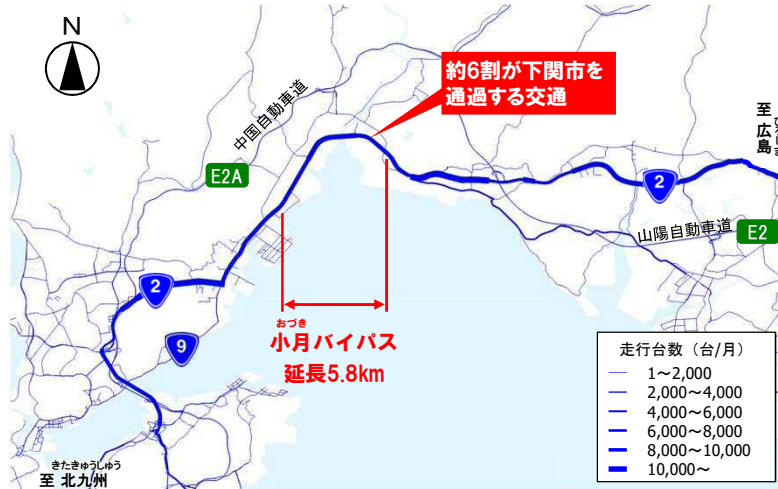 N
約6割が下関市を
通過する交通
中国自動車道
E2A
至 広島
ひろしま
2
山陽自動車道
E2
2
9
おづき
小月バイパス
延長5.8km
きたきゅうしゅう
至 北九州
走行台数（台/月）
1～2,000
2,000～4,000
4,000～6,000
6,000～8,000
8,000～10,000
10,000～